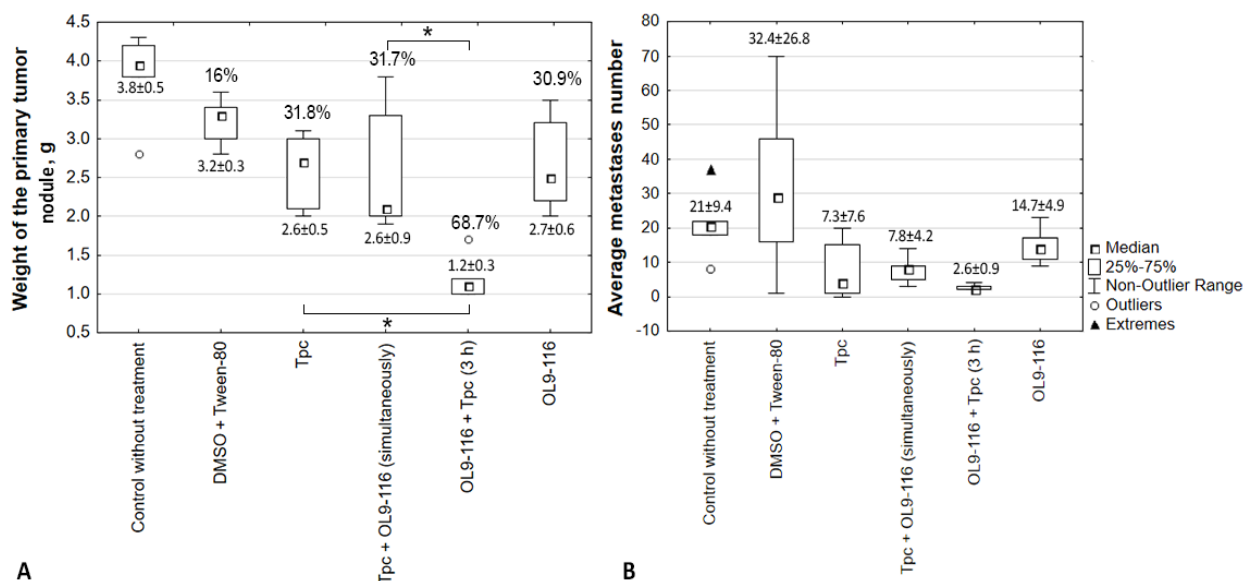 Weight of the primary tumor
nodule, g
4.5
4.0
3.5
3.0
2.5
2.0
1.5
1.0
0.5
3.8±0.5
16%
3.2±0.3
31.8%
2.6±0.5
*
31.7%
2.6±0.9
68.7%
1.2±0.3
*
30.9%
2.7±0.6
Control without treatment
DMSO + Tween-80
Tpc
Tpc + OL9-116 (simultaneously)
OL9-116 + Tpc (3 h)
OL9-116
A
Average metastases number
80
70
60
50
40
30
20
10
0
-10
21±9.4
32.4±26.8
7.3±7.6
7.8±4.2
2.6±0.9
14.7±4.9
Control without treatment
DMSO + Tween-80
Tpc
Tpc + OL9-116 (simultaneously)
OL9-116 + Tpc (3 h)
OL9-116
B
Median
25%-75%
Non-Outlier Range
Outliers
Extremes